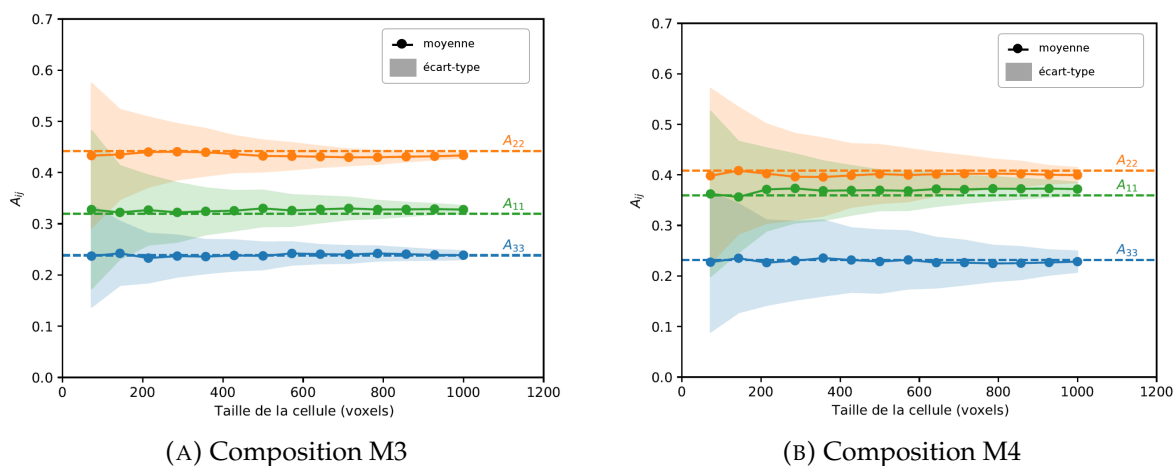 0.7
0.6
0.5
0.4
0.3
0.2
0.1
0.0
A_ij
moyenne
écart-type
A_22
A_11
A_33
0 200 400 600 800 1000 1200
Taille de la cellule (voxels)
(A) Composition M3
0.7
0.6
0.5
0.4
0.3
0.2
0.1
0.0
A_ij
moyenne
écart-type
A_22
A_11
A_33
0 200 400 600 800 1000 1200
Taille de la cellule (voxels)
(B) Composition M4